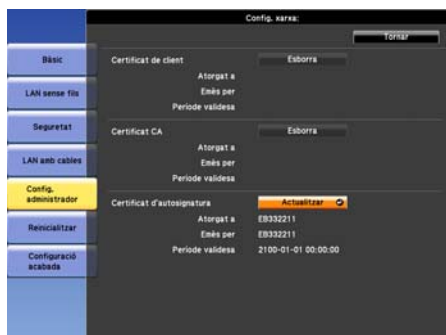 Config. xarxa:
Tornar
Bàsic
LAN sense fils
Seguretat
LAN amb cables
Config. administrador
Reinicialitzar
Configuració acabada
Certificat de client Esborra
Atorgat a
Emès per
Període validesa
Certificat CA Esborra
Atorgat a
Emès per
Període validesa
Certificat d'autosignatura Actualitzar
Atorgat a EB332211
Emès per EB332211
Període validesa 2100-01-01 00:00:00